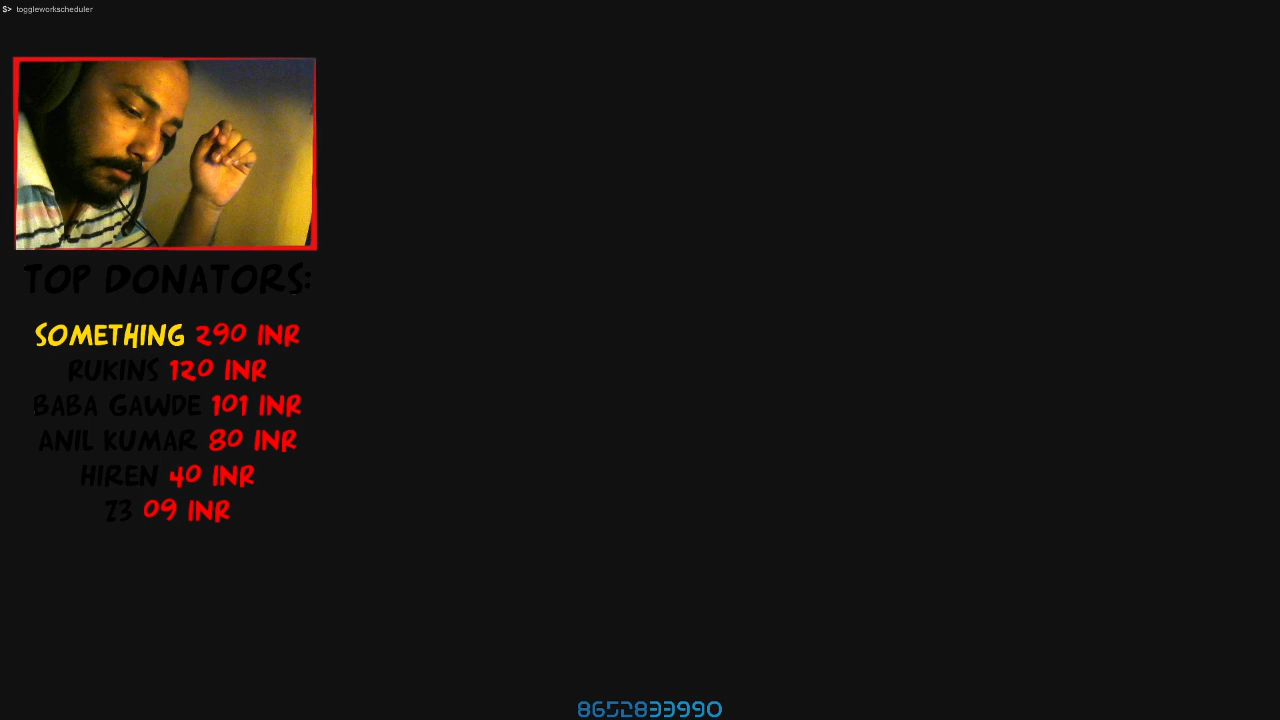 $> toggleworkscheduler
TOP DONATORS:
SOMETHING 290 INR
RUKINS 120 INR
BABA GAWDE 101 INR
ANIL KUMAR 80 INR
HIREN 40 INR
Z3 09 INR
8652833990